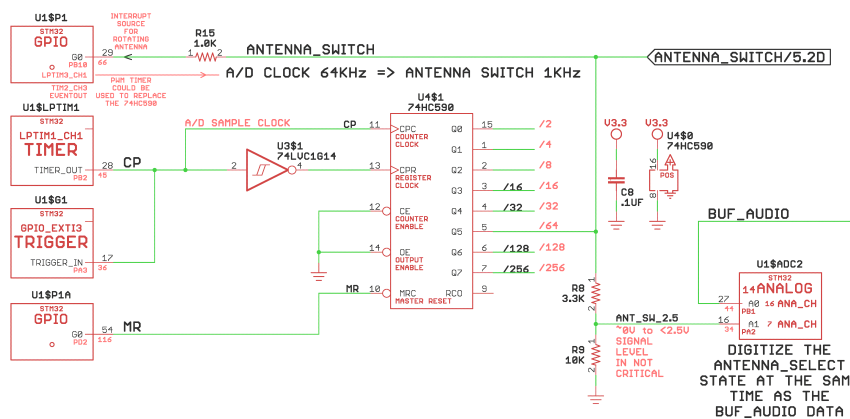 U1$P1
STM32
GPIO
G0
29
PB10
66
LPTIM3_CH1
TIM2_CH3
EVENTOUT
INTERRUPT
SOURCE
FOR
ROTATING
ANTENNA
PWM TIMER
COULD BE
USED TO REPLACE
THE 74HC590
R15
1.0K
1
2
ANTENNA_SWITCH
ANTENNA_SWITCH/5.2D
A/D CLOCK 64KHz => ANTENNA SWITCH 1KHz
U1$LPTIM1
STM32
LPTIM1_CH1
TIMER
TIMER_OUT
28
PB2
45
CP
A/D SAMPLE CLOCK
U3$1
74LVC1G14
2
4
U1$G1
STM32
GPIO_EXTI3
TRIGGER
TRIGGER_IN
17
PA3
36
U1$P1A
STM32
GPIO
G0
54
PD2
116
MR
U4$1
74HC590
CP 11 CPC
COUNTER
CLOCK
13 CPR
REGISTER
CLOCK
12 CE
COUNTER
ENABLE
14 OE
OUTPUT
ENABLE
MR 10 MRC
MASTER RESET
Q0 15 /2
Q1 1 /4
Q2 2 /8
Q3 3 /16 /16
Q4 4 /32 /32
Q5 5 /64
Q6 6 /128 /128
Q7 7 /256 /256
RCO 9
V3.3
C8
.1UF
V3.3
U4$0
74HC590
16
POS
8
R8
3.3K
1
2
ANT_SW_2.5
~0V to <2.5V
SIGNAL
LEVEL
IN NOT
CRITICAL
R9
10K
1
2
BUF_AUDIO
U1$ADC2
STM32
14ANALOG
27 A0 16 ANA_CH
44 PB1
16 A1 7 ANA_CH
34 PA2
DIGITIZE THE
ANTENNA_SELECT
STATE AT THE SAM
TIME AS THE
BUF_AUDIO DATA